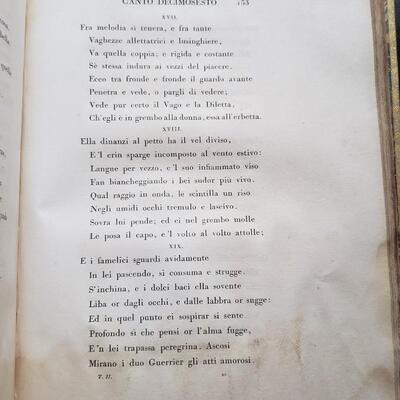 CANTO DECIMOSESTO 153
XVII.
Fra melodia sì tenera, e fra tante
Vaghezze allettatrici e lusinghiere,
Va quella coppia; e rigida e costante
Sè stessa indura ai vezzi del piacere.
Ecco tra fronde e fronde il guardo avante
Penetra e vede, o pargli di vedere;
Vede pur certo il Vago e la Diletta,
Ch'egli è in grembo alla donna, essa all'erbetta.
XVIII.
Ella dinanzi al petto ha il vel diviso,
E'l crin sparge incomposto al vento estivo:
Langue per vezzo, e'l suo infiammato viso
Fan biancheggiando i bei sudor più vivo.
Qual raggio in onda, le scintilla un riso
Negli umidi occhi tremulo e lascivo.
Sovra lui pende; ed ei nel grembo molle
Le posa il capo, e'l volto al volto attolle;
XIX.
E i famelici sguardi avidamente
In lei pascendo, si consuma e strugge.
S'inchina, e i dolci baci ella sovente
Liba or dagli occhi, e dalle labbra or sugge:
Ed in quel punto ei sospirar si sente
Profondo sì che pensi or l'alma fugge,
E'n lei trapassa peregrina. Ascosi
Mirano i duo Guerrier gli atti amorosi.
T. II.